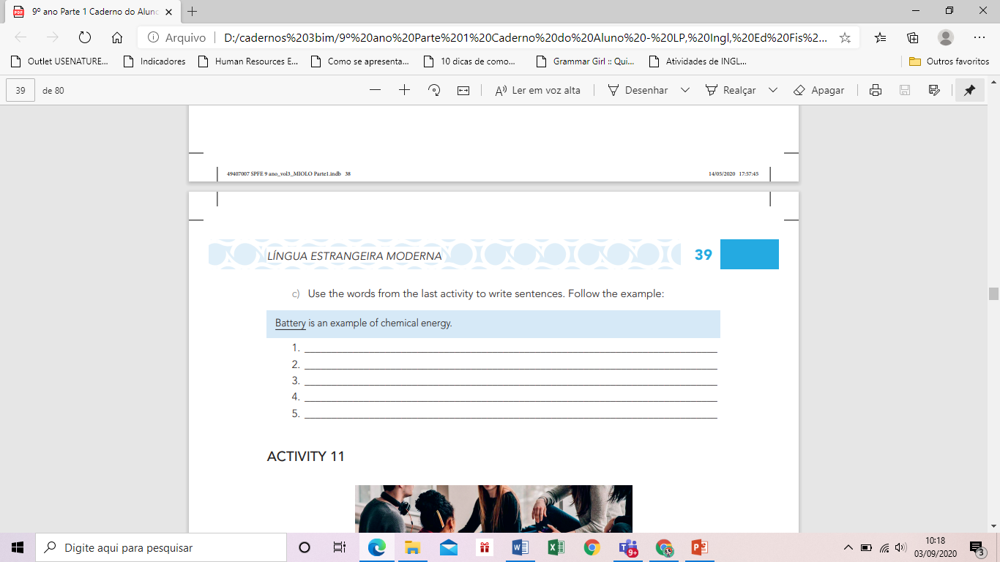 9º ano Parte 1 Caderno do Aluno
Arquivo
D:/cadernos%203bim/9º%20ano%20Parte%201%20Caderno%20do%20Aluno%20-%20LP,%20Ingl,%20Ed%20Fis%2...
Outlet USENATURE... Indicadores Human Resources E... Como se apresenta... 10 dicas de como... Grammar Girl :: Qui... Atividades de INGL... Outros favoritos
39 de 80 Ler em voz alta Desenhar Realçar Apagar
49407007 SPFE 9 ano_vol3_MIOLO Parte1.indb 38 14/05/2020 17:57:45
LÍNGUA ESTRANGEIRA MODERNA 39
c) Use the words from the last activity to write sentences. Follow the example:
Battery is an example of chemical energy.
1.
2.
3.
4.
5.
ACTIVITY 11
Digite aqui para pesquisar
9+
10:18
03/09/2020
3